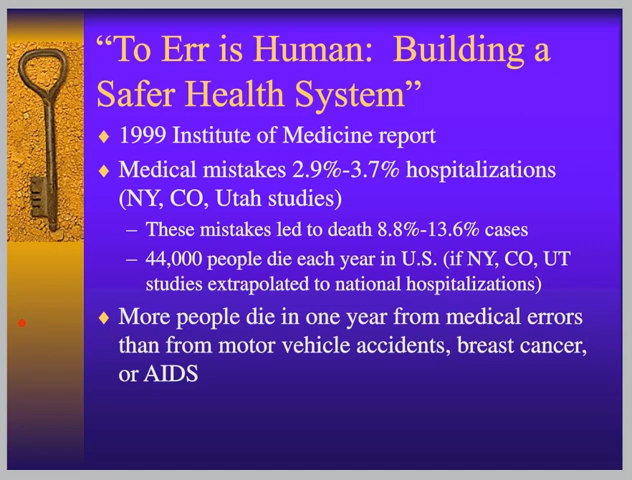 “To Err is Human:  Building a
Safer Health System”
♦ 1999 Institute of Medicine report
♦ Medical mistakes 2.9%-3.7% hospitalizations
(NY, CO, Utah studies)
– These mistakes led to death 8.8%-13.6% cases
– 44,000 people die each year in U.S. (if NY, CO, UT
studies extrapolated to national hospitalizations)
♦ More people die in one year from medical errors
than from motor vehicle accidents, breast cancer,
or AIDS